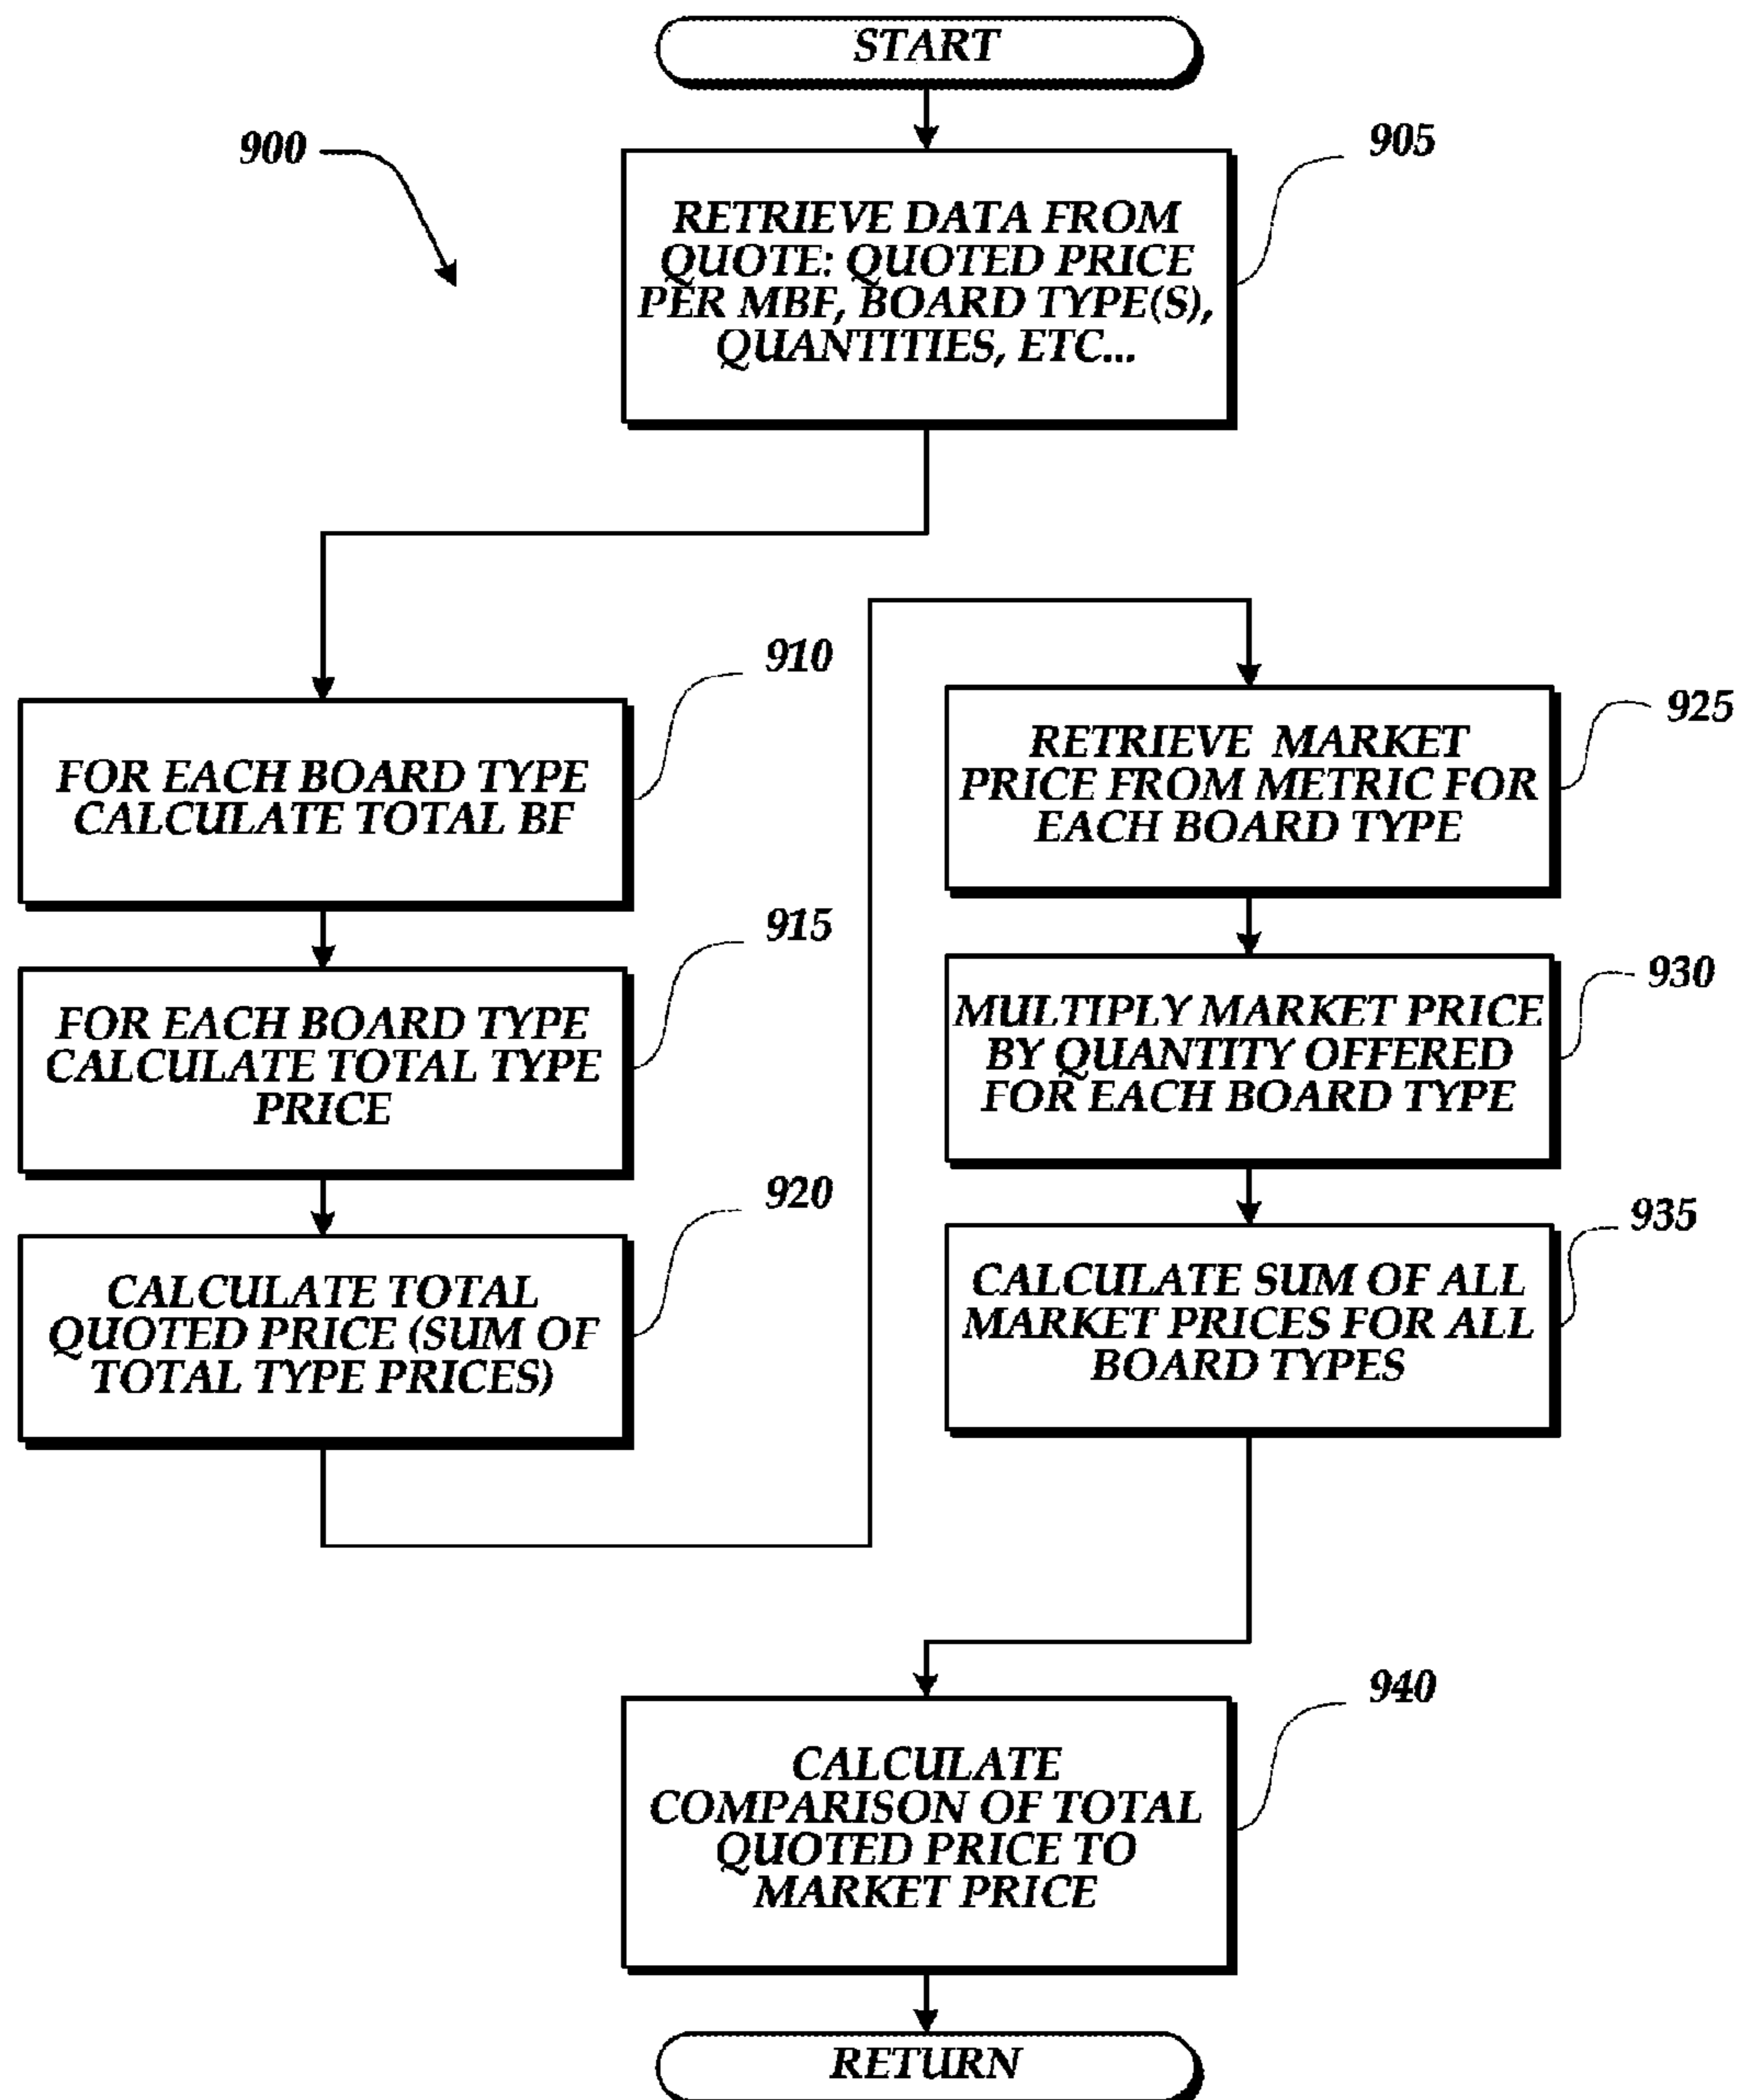 START
900
905
RETRIEVE DATA FROM
QUOTE: QUOTED PRICE
PER MBF, BOARD TYPE(S),
QUANTITIES, ETC...
910
FOR EACH BOARD TYPE
CALCULATE TOTAL BF
915
FOR EACH BOARD TYPE
CALCULATE TOTAL TYPE
PRICE
920
CALCULATE TOTAL
QUOTED PRICE (SUM OF
TOTAL TYPE PRICES)
925
RETRIEVE MARKET
PRICE FROM METRIC FOR
EACH BOARD TYPE
930
MULTIPLY MARKET PRICE
BY QUANTITY OFFERED
FOR EACH BOARD TYPE
935
CALCULATE SUM OF ALL
MARKET PRICES FOR ALL
BOARD TYPES
940
CALCULATE
COMPARISON OF TOTAL
QUOTED PRICE TO
MARKET PRICE
RETURN